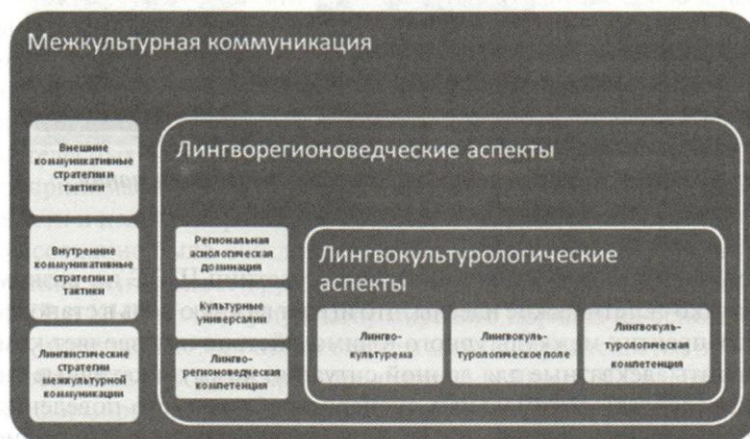 Межкультурная коммуникация
Внешние
коммуникативные
стратегии и
тактики
Внутренние
коммуникативные
стратегии и
тактики
Лингвистические
стратегии
межкультурной
коммуникации
Лингворегионоведческие аспекты
Региональная
асиологическая
доминация
Культурные
универсалии
Лингво-
регионоведческая
компетенция
Лингвокультурологические
аспекты
Лингво-
культурема
Лингвокуль-
турологическое поле
Лингвокуль-
турологическая
компетенция